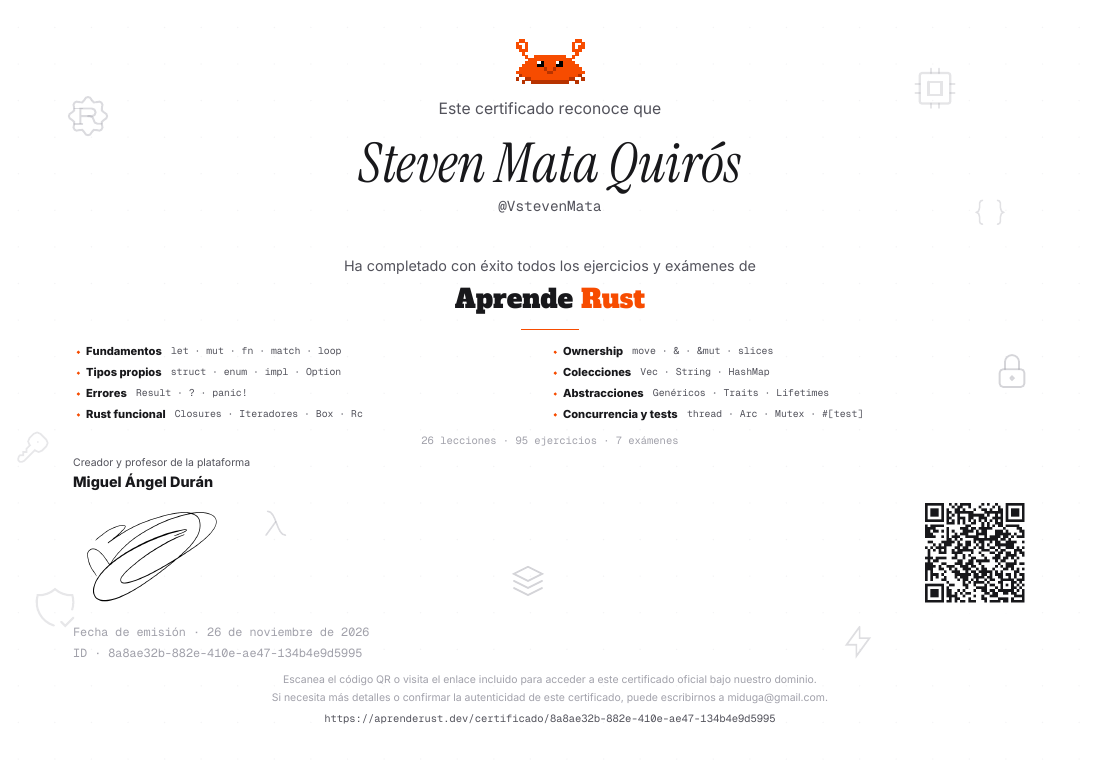 Este certificado reconoce que
Steven Mata Quirós
@VstevenMata
Ha completado con éxito todos los ejercicios y exámenes de
Aprende Rust
Fundamentos let · mut · fn · match · loop
Ownership move · & · &mut · slices
Tipos propios struct · enum · impl · Option
Colecciones Vec · String · HashMap
Errores Result · ? · panic!
Abstracciones Genéricos · Traits · Lifetimes
Rust funcional Closures · Iteradores · Box · Rc
Concurrencia y tests thread · Arc · Mutex · #[test]
26 lecciones · 95 ejercicios · 7 exámenes
Creador y profesor de la plataforma
Miguel Ángel Durán
Fecha de emisión · 26 de noviembre de 2026
ID · 8a8ae32b-882e-410e-ae47-134b4e9d5995
Escanea el código QR o visita el enlace incluido para acceder a este certificado oficial bajo nuestro dominio.
Si necesita más detalles o confirmar la autenticidad de este certificado, puede escribirnos a miduga@gmail.com.
https://aprenderust.dev/certificado/8a8ae32b-882e-410e-ae47-134b4e9d5995